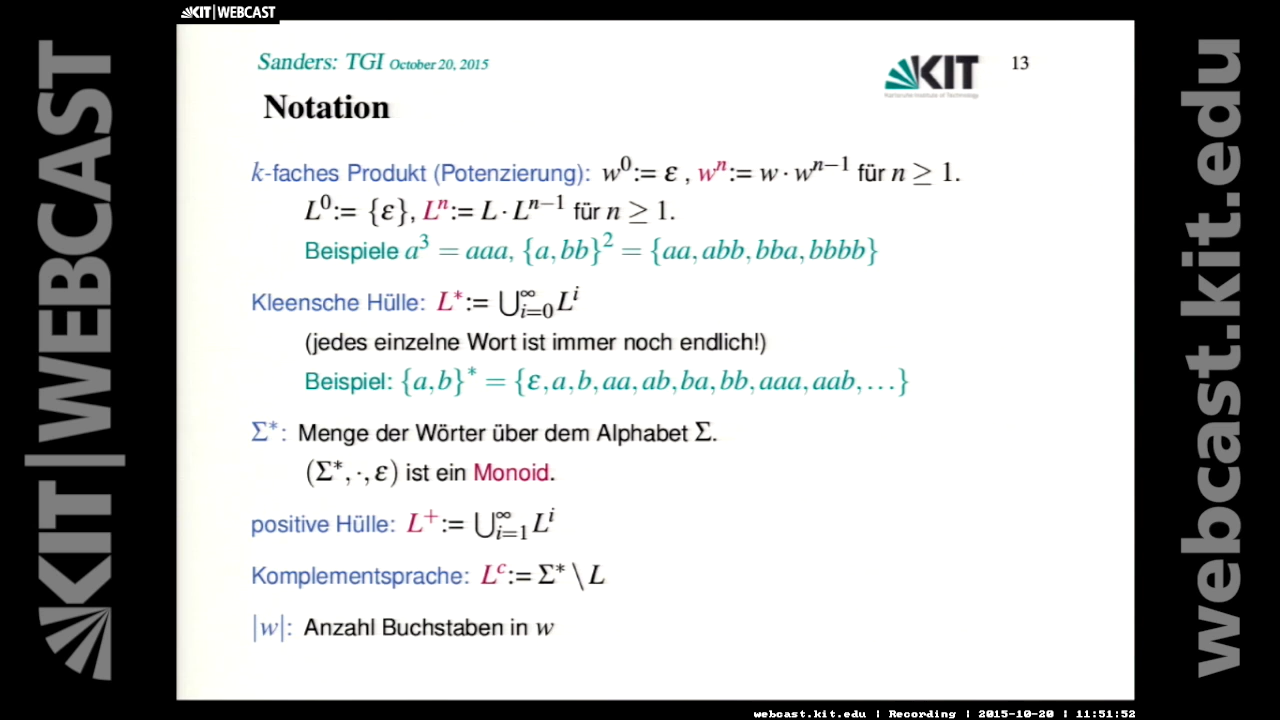 KIT|WEBCAST
Sanders: TGI October 20, 2015
KIT
Karlsruhe Institute of Technology
13
Notation
k-faches Produkt (Potenzierung): w⁰:= ε , wⁿ:= w · wⁿ⁻¹ für n ≥ 1.
L⁰:= {ε}, Lⁿ:= L · Lⁿ⁻¹ für n ≥ 1.
Beispiele a³ = aaa, {a,bb}² = {aa,abb,bba,bbbb}
Kleensche Hülle: L*:= ⋃_{i=0}^{∞} Lⁱ
(jedes einzelne Wort ist immer noch endlich!)
Beispiel: {a,b}* = {ε,a,b,aa,ab,ba,bb,aaa,aab,…}
Σ*: Menge der Wörter über dem Alphabet Σ.
(Σ*,·,ε) ist ein Monoid.
positive Hülle: L⁺:= ⋃_{i=1}^{∞} Lⁱ
Komplementsprache: Lᶜ:= Σ* \ L
|w|: Anzahl Buchstaben in w
KIT|WEBCAST
webcast.kit.edu
webcast.kit.edu | Recording | 2015-10-20 | 11:51:52